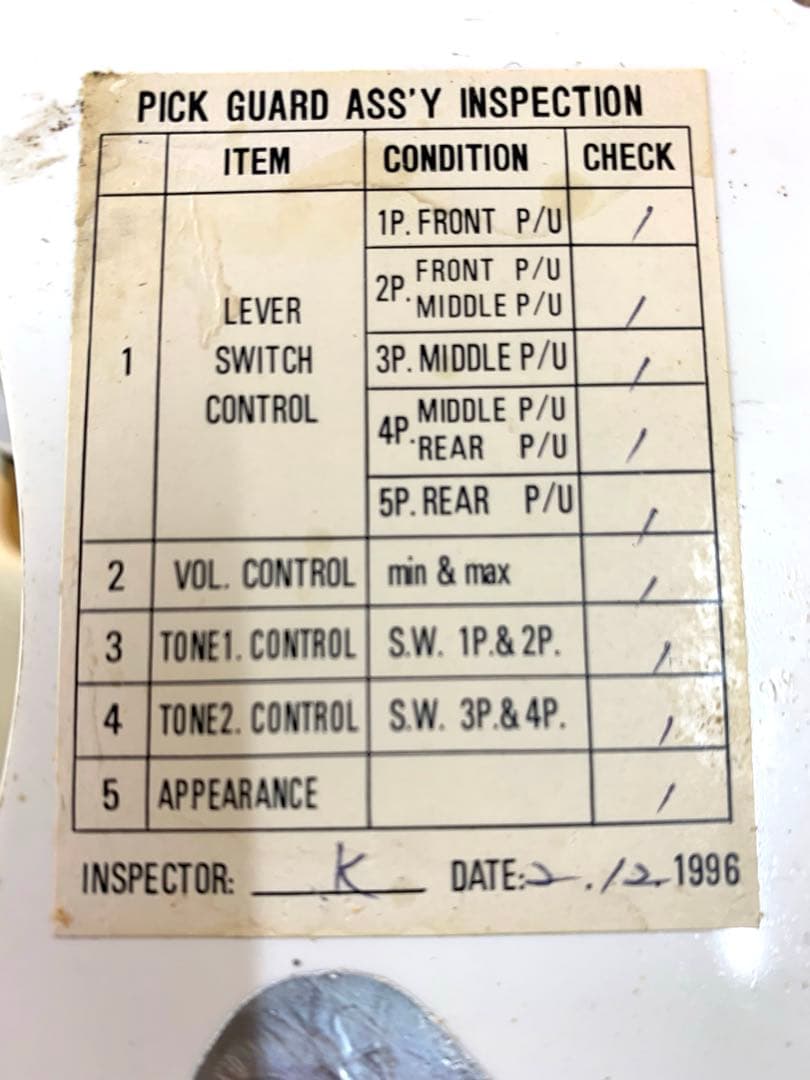 PICK GUARD ASS'Y INSPECTION
ITEM CONDITION CHECK
1 LEVER SWITCH CONTROL
1P. FRONT P/U /
2P. FRONT P/U MIDDLE P/U /
3P. MIDDLE P/U /
4P. MIDDLE P/U REAR P/U /
5P. REAR P/U /
2 VOL. CONTROL min & max /
3 TONE1. CONTROL S.W. 1P.& 2P. /
4 TONE2. CONTROL S.W. 3P.& 4P. /
5 APPEARANCE /
INSPECTOR: K DATE: 2. 12. 1996